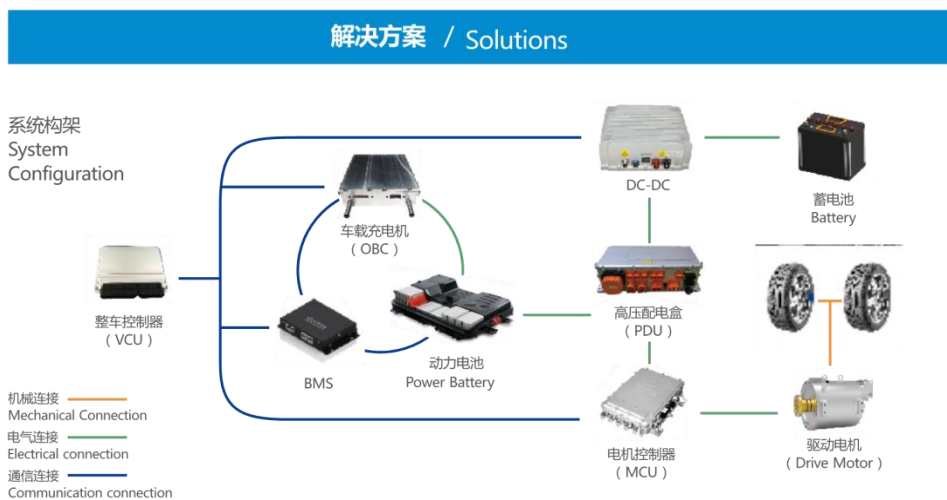 解决方案 / Solutions
系统构架
System
Configuration
DC-DC
蓄电池
Battery
车载充电机
（OBC）
整车控制器
（VCU）
高压配电盒
（PDU）
BMS
动力电池
Power Battery
机械连接
Mechanical Connection
电气连接
Electrical connection
通信连接
Communication connection
电机控制器
（MCU）
驱动电机
（Drive Motor）